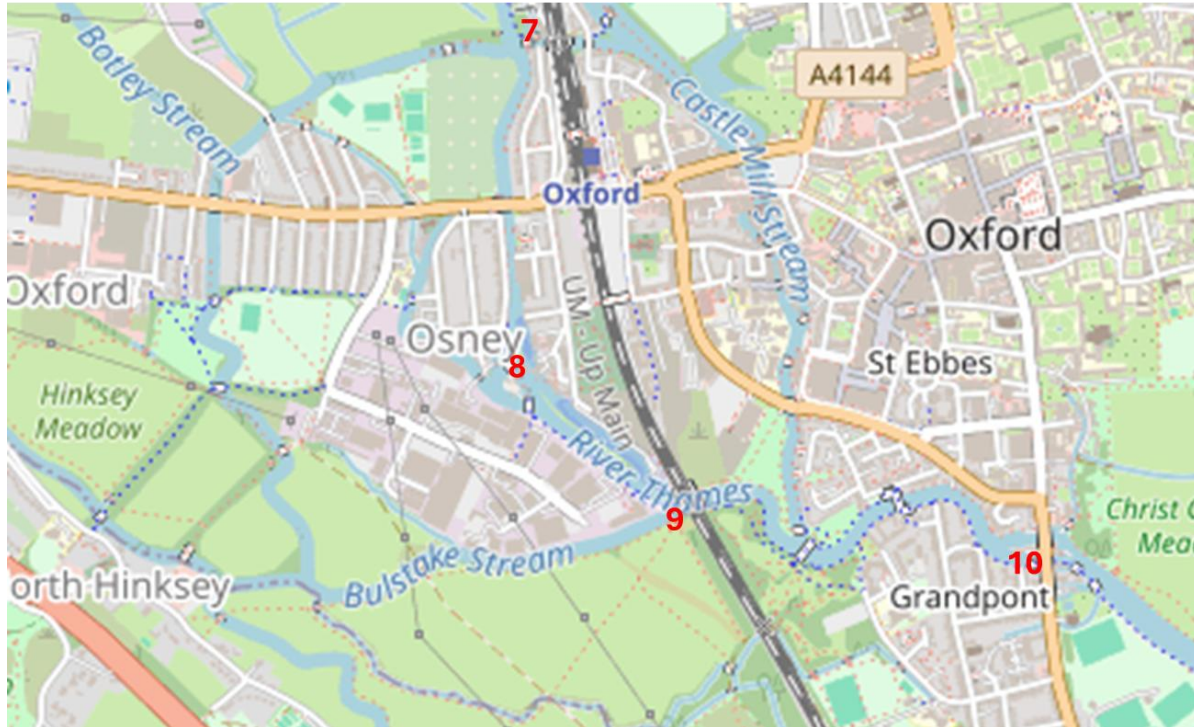 7
Botley Stream
A4144
Castle Mill Stream
Oxford
Oxford
Oxford
UM - Up Main
Osney
8
St Ebbes
Hinksey
Meadow
River Thames
9
Christ
Bulstake Stream
10
orth Hinksey
Grandpont